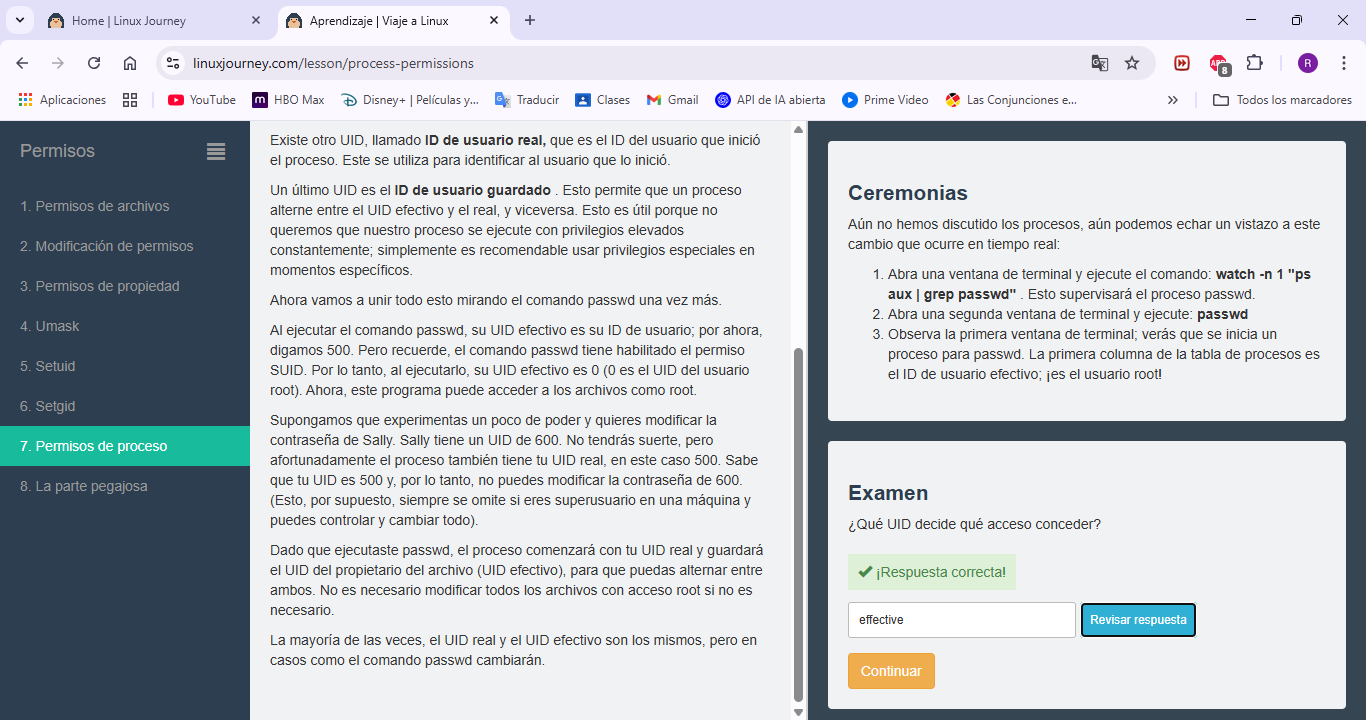 Home | Linux Journey
Aprendizaje | Viaje a Linux
linuxjourney.com/lesson/process-permissions
ABP
8
R
Aplicaciones
YouTube
HBO Max
Disney+ | Películas y...
Traducir
Clases
Gmail
API de IA abierta
Prime Video
Las Conjunciones e...
Todos los marcadores
Permisos
1. Permisos de archivos
2. Modificación de permisos
3. Permisos de propiedad
4. Umask
5. Setuid
6. Setgid
7. Permisos de proceso
8. La parte pegajosa
Existe otro UID, llamado ID de usuario real, que es el ID del usuario que inició
el proceso. Este se utiliza para identificar al usuario que lo inició.
Un último UID es el ID de usuario guardado . Esto permite que un proceso
alterne entre el UID efectivo y el real, y viceversa. Esto es útil porque no
queremos que nuestro proceso se ejecute con privilegios elevados
constantemente; simplemente es recomendable usar privilegios especiales en
momentos específicos.
Ahora vamos a unir todo esto mirando el comando passwd una vez más.
Al ejecutar el comando passwd, su UID efectivo es su ID de usuario; por ahora,
digamos 500. Pero recuerde, el comando passwd tiene habilitado el permiso
SUID. Por lo tanto, al ejecutarlo, su UID efectivo es 0 (0 es el UID del usuario
root). Ahora, este programa puede acceder a los archivos como root.
Supongamos que experimentas un poco de poder y quieres modificar la
contraseña de Sally. Sally tiene un UID de 600. No tendrás suerte, pero
afortunadamente el proceso también tiene tu UID real, en este caso 500. Sabe
que tu UID es 500 y, por lo tanto, no puedes modificar la contraseña de 600.
(Esto, por supuesto, siempre se omite si eres superusuario en una máquina y
puedes controlar y cambiar todo).
Dado que ejecutaste passwd, el proceso comenzará con tu UID real y guardará
el UID del propietario del archivo (UID efectivo), para que puedas alternar entre
ambos. No es necesario modificar todos los archivos con acceso root si no es
necesario.
La mayoría de las veces, el UID real y el UID efectivo son los mismos, pero en
casos como el comando passwd cambiarán.
Ceremonias
Aún no hemos discutido los procesos, aún podemos echar un vistazo a este
cambio que ocurre en tiempo real:
1. Abra una ventana de terminal y ejecute el comando: watch -n 1 "ps
aux | grep passwd" . Esto supervisará el proceso passwd.
2. Abra una segunda ventana de terminal y ejecute: passwd
3. Observa la primera ventana de terminal; verás que se inicia un
proceso para passwd. La primera columna de la tabla de procesos es
el ID de usuario efectivo; ¡es el usuario root!
Examen
¿Qué UID decide qué acceso conceder?
¡Respuesta correcta!
effective
Revisar respuesta
Continuar